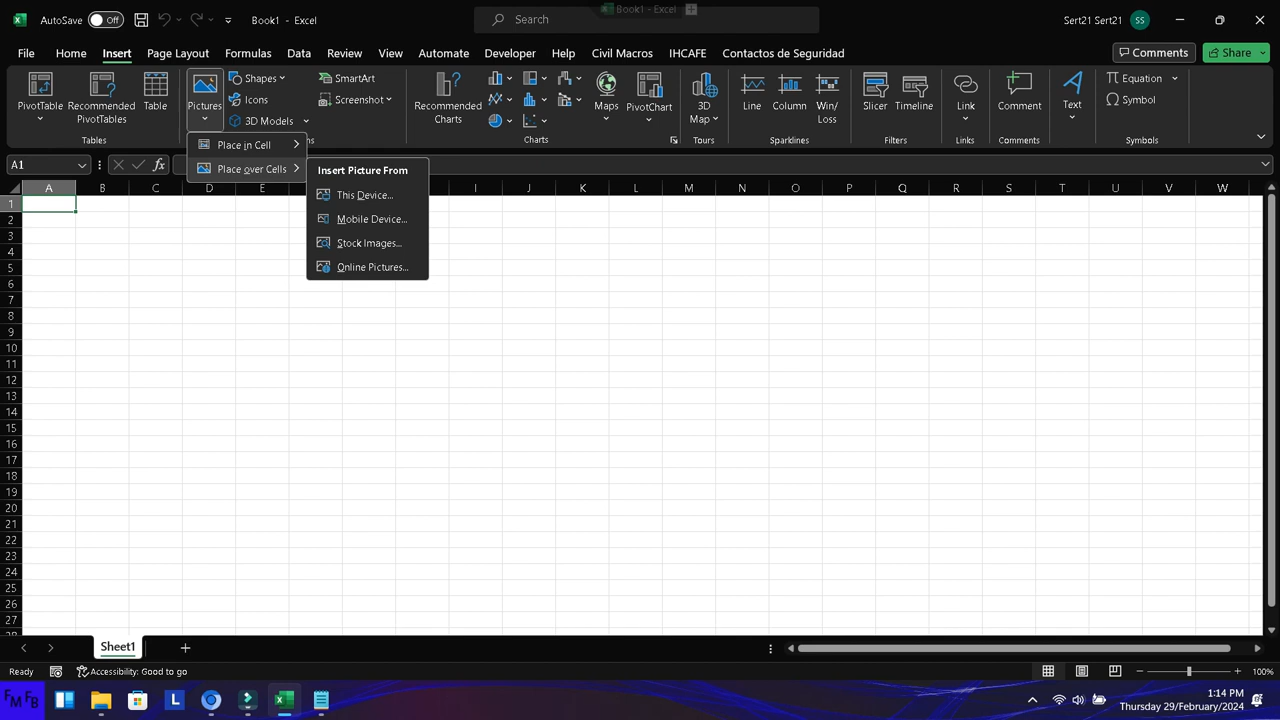 AutoSave Off Book1 - Excel Search Book1 - Excel Sert21 Sert21 SS
File Home Insert Page Layout Formulas Data Review View Automate Developer Help Civil Macros IHCAFE Contactos de Seguridad Comments Share
PivotTable
Recommended
PivotTables
Table
Tables
Pictures
Shapes
Icons
3D Models
SmartArt
Screenshot
Recommended
Charts
Maps
PivotChart
Charts
3D
Map
Tours
Line
Column
Win/
Loss
Sparklines
Slicer
Timeline
Filters
Link
Links
Comment
Comments
Text
Equation
Symbol
Symbols
Place in Cell
Place over Cells
Insert Picture From
This Device...
Mobile Device...
Stock Images...
Online Pictures...
A1 fx
A B C D E I J K L M N O P Q R S T U V W
1
2
3
4
5
6
7
8
9
10
11
12
13
14
15
16
17
18
19
20
21
22
23
24
25
26
27
28
Sheet1
Ready Accessibility: Good to go 100%
FM FB L
1:14 PM
Thursday 29/February/2024